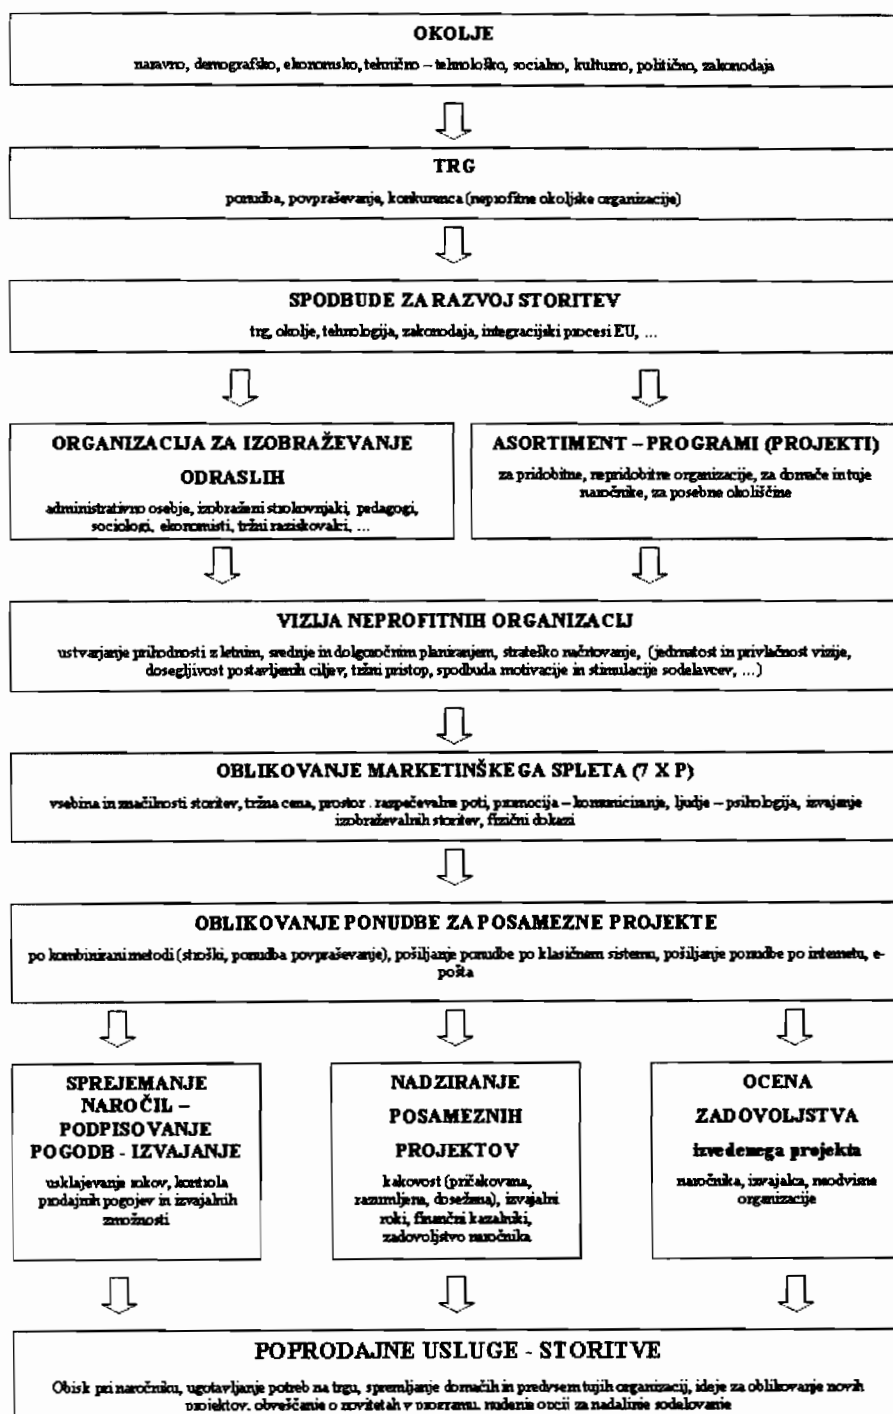 OKOLJE
naravno, demografsko, ekonomsko, tehnično – tehnološko, socialno, kulturno, politično, zakonodaja
TRG
ponudba, povpraševanje, konkurenca (neprofitne okoljske organizacije)
SPODBUDE ZA RAZVOJ STORITEV
trg, okolje, tehnologija, zakonodaja, integracijski procesi EU, ...
ORGANIZACIJA ZA IZOBRAŽEVANJE
ODRASLIH
administrativno osebje, izobraženi strokovnjaki, pedagogi,
sociologi, ekonomisti, tržni raziskovalci, ...
ASORTIMENT – PROGRAMI (PROJEKTI)
za pridobitne, nepridobitne organizacije, za domače in tuje
naročnike, za posebne okoliščine
VIZIJA NEPROFITNIH ORGANIZACIJ
ustvarjanje prihodnosti z letnim, srednje in dolgoročnim planiranjem, strateško načrtovanje, (jedrnatost in privlačnost vizije,
dosegljivost postavljenih ciljev, tržni pristop, spodbuda motivacije in stimulacije sodelavcev, ...)
OBLIKOVANJE MARKETINŠKEGA SPLETA (7 X P)
vsebina in značilnosti storitev, tržna cena, prostor . razpečevalne poti, promocija – komuniciranje, ljudje – psihologija, izvajanje
izobraževalnih storitev, fizični dokazi
OBLIKOVANJE PONUDBE ZA POSAMEZNE PROJEKTE
po kombinirani metodi (stroški, ponudba povpraševanje), pošiljanje ponudbe po klasičnem sistemu, pošiljanje ponudbe po internetu, e-
pošta
SPREJEMANJE
NAROČIL –
PODPISOVANJE
POGODB - IZVAJANJE
usklajevanje rokov, kontrola
prodajnih pogojev in izvajalnih
zmožnosti
NADZIRANJE
POSAMEZNIH
PROJEKTOV
kakovost (pričakovana,
razumljena, dosežena), izvajalni
roki, finančni kazalniki,
zadovoljstvo naročnika
OCENA
ZADOVOLJSTVA
izvedenega projekta
naročnika, izvajalca, neodvisne
organizacije
POPRODAJNE USLUGE - STORITVE
Obisk pri naročniku, ugotavljanje potreb na trgu, spremljanje domačih in predvsem tujih organizacij, ideje za oblikovanje novih
projektov, obveščanje o novitetah v programu, nudenje opcij za nadaljnje sodelovanje